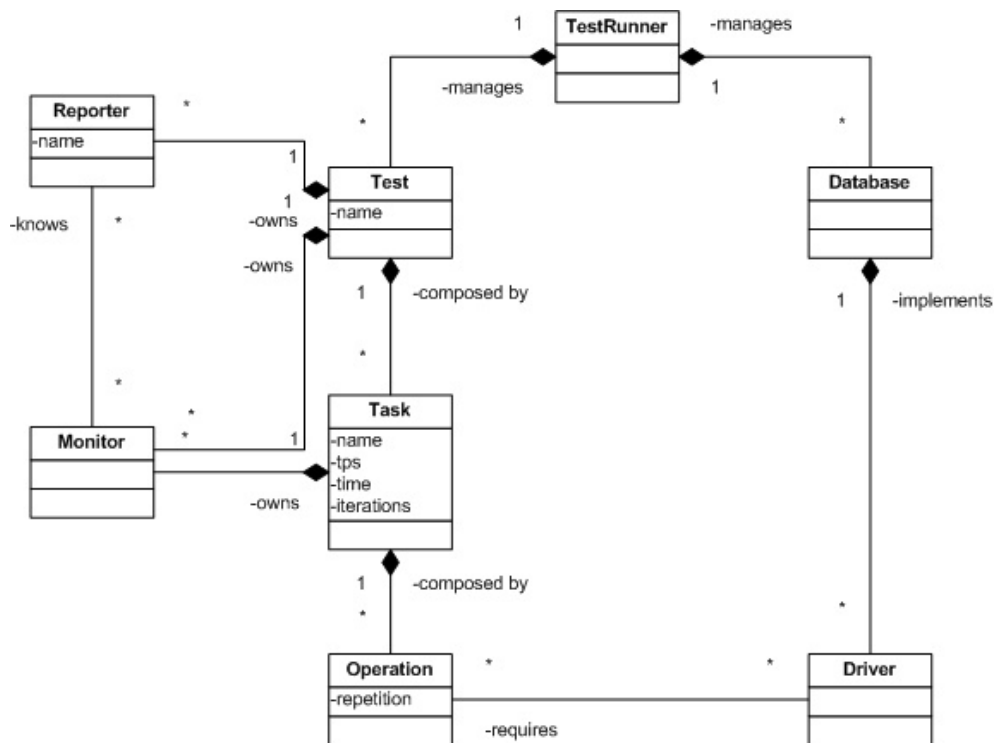 1
TestRunner
-manages
-manages
1
Reporter
*
*
*
-name
1
Test
Database
1
-name
-knows
*
-owns
-owns
1
-composed by
1
-implements
*
*
Task
*
*
1
Monitor
-name
-tps
-time
-owns
-iterations
1
-composed by
*
*
Operation
*
*
Driver
-repetition
-requires